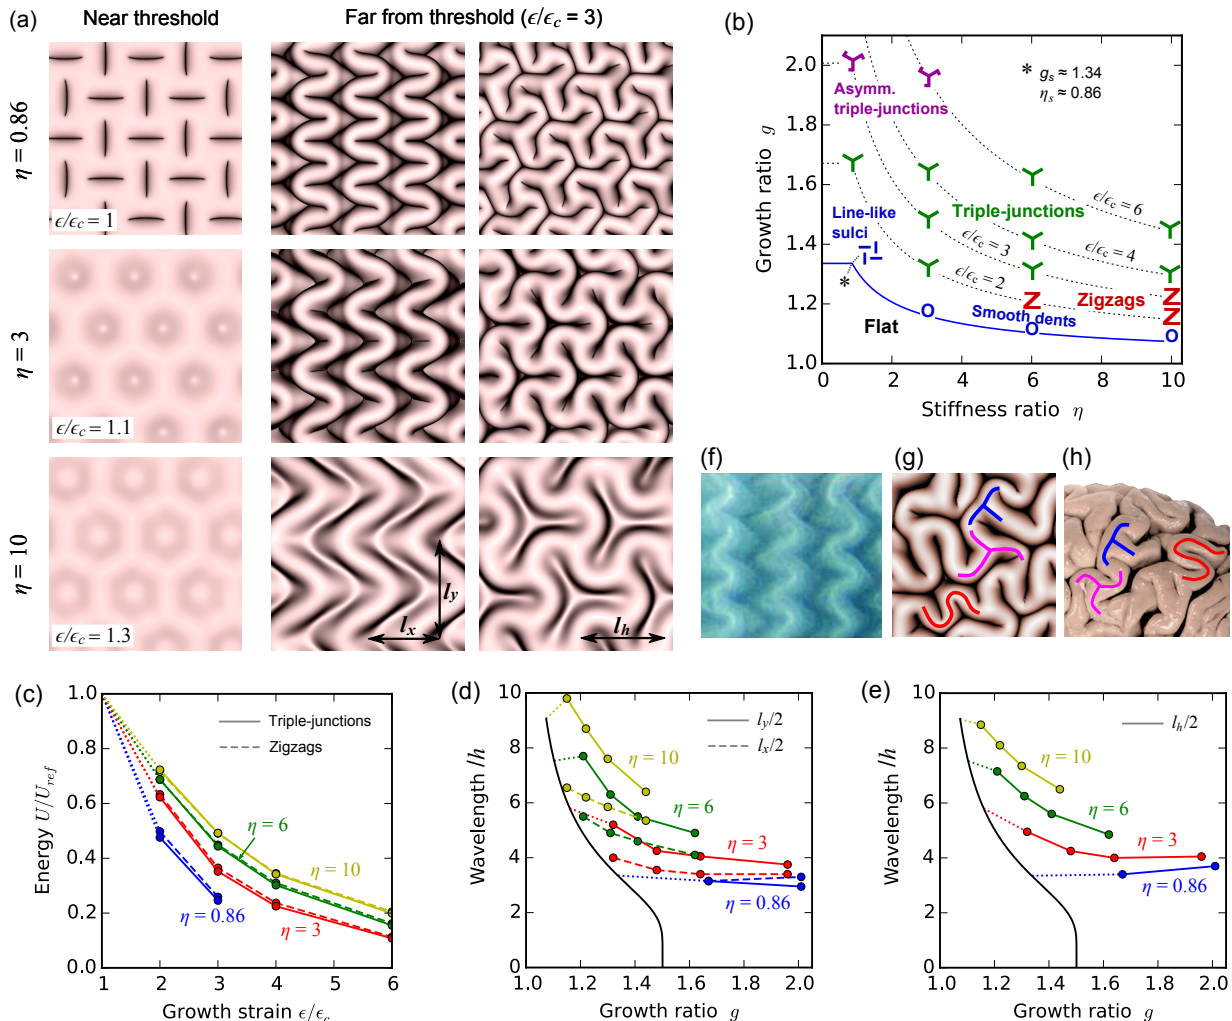 (a)
Near threshold
Far from threshold (ϵ/ϵc = 3)
η = 0.86
ϵ/ϵc = 1
η = 3
ϵ/ϵc = 1.1
η = 10
ϵ/ϵc = 1.3
lx
ly
lh
(b)
Growth ratio g
2.0
1.8
1.6
1.4
1.2
1.0
0
2
4
6
8
10
Stiffness ratio η
* gs ≈ 1.34
ηs ≈ 0.86
Asymm.
triple-junctions
Triple-junctions
Line-like
sulci
*
Flat
Smooth dents
Zigzags
ϵ/ϵc = 6
ϵ/ϵc = 4
ϵ/ϵc = 3
ϵ/ϵc = 2
(f)
(g)
(h)
(c)
Energy U/Uref
1.0
0.8
0.6
0.4
0.2
0.0
1
2
3
4
5
6
Growth strain ϵ/ϵc
Triple-junctions
Zigzags
η = 6
η = 10
η = 0.86
η = 3
(d)
Wavelength /h
10
8
6
4
2
0
1.0
1.2
1.4
1.6
1.8
2.0
Growth ratio g
ly/2
lx/2
η = 10
η = 6
η = 3
η = 0.86
(e)
Wavelength /h
10
8
6
4
2
0
1.0
1.2
1.4
1.6
1.8
2.0
Growth ratio g
lh/2
η = 10
η = 6
η = 3
η = 0.86